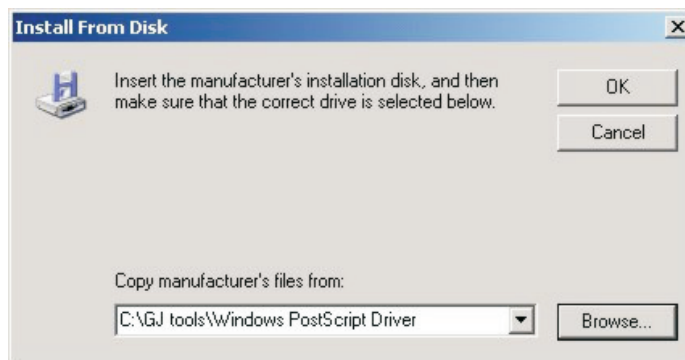 Install From Disk
Insert the manufacturer's installation disk, and then
make sure that the correct drive is selected below.
OK
Cancel
Copy manufacturer's files from:
C:\GJ tools\Windows PostScript Driver
Browse...